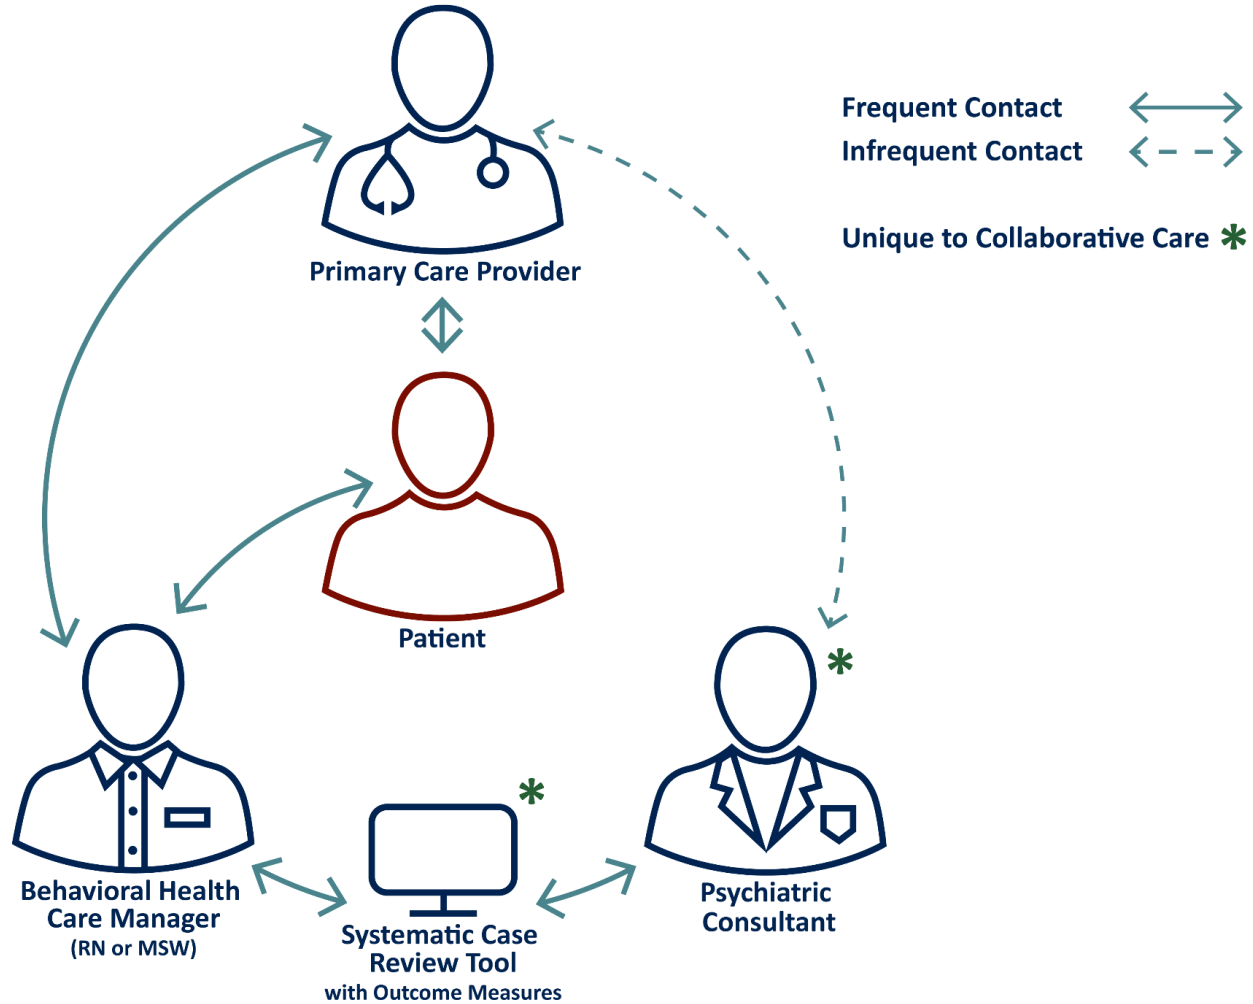 Frequent Contact
Infrequent Contact
Unique to Collaborative Care *
Primary Care Provider
Patient
*
*
Behavioral Health
Care Manager
(RN or MSW)
Systematic Case
Review Tool
with Outcome Measures
Psychiatric
Consultant